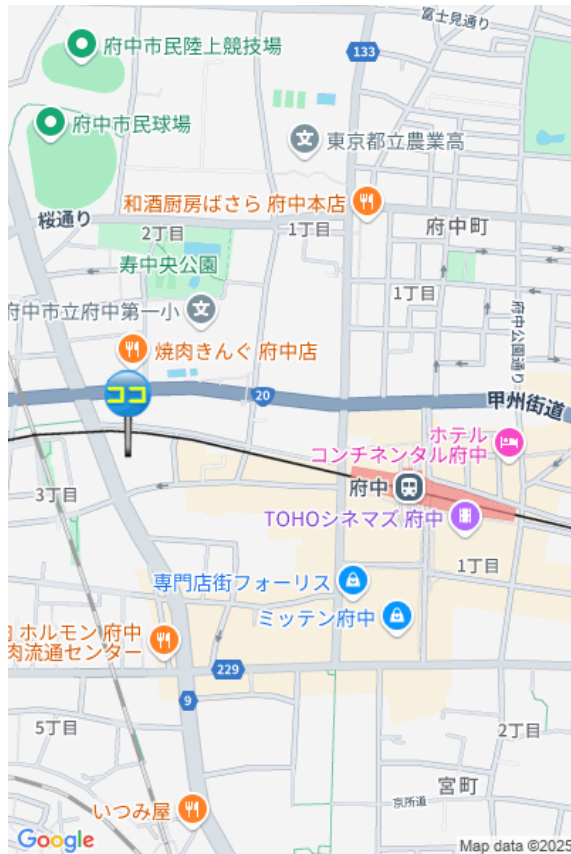 富士見通り
府中市民陸上競技場
133
府中市民球場
東京都立農業高
和酒厨房ばさら 府中本店
桜通り
2丁目
1丁目
府中町
寿中央公園
1丁目
府中市立府中第一小
府中公園通り
焼肉きんぐ 府中店
ココ
20
甲州街道
ホテル
コンチネンタル府中
府中
3丁目
TOHOシネマズ 府中
1丁目
専門店街フォーリス
ミッテン府中
ホルモン 府中
肉流通センター
229
9
5丁目
2丁目
宮町
京所道
いつみ屋
Google
Map data ©2025